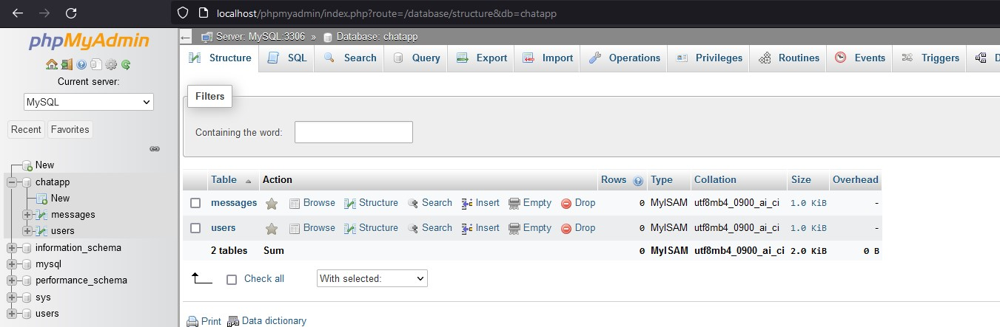 localhost/phpmyadmin/index.php?route=/database/structure&db=chatapp
phpMyAdmin
Current server:
MySQL
Recent Favorites
New
chatapp
New
messages
users
information_schema
mysql
performance_schema
sys
users
Server: MySQL:3306 » Database: chatapp
Structure SQL Search Query Export Import Operations Privileges Routines Events Triggers D
Filters
Containing the word:
Table Action Rows Type Collation Size Overhead
messages Browse Structure Search Insert Empty Drop 0 MyISAM utf8mb4_0900_ai_ci 1.0 KiB -
users Browse Structure Search Insert Empty Drop 0 MyISAM utf8mb4_0900_ai_ci 1.0 KiB -
2 tables Sum 0 MyISAM utf8mb4_0900_ai_ci 2.0 KiB 0 B
Check all With selected:
Print Data dictionary